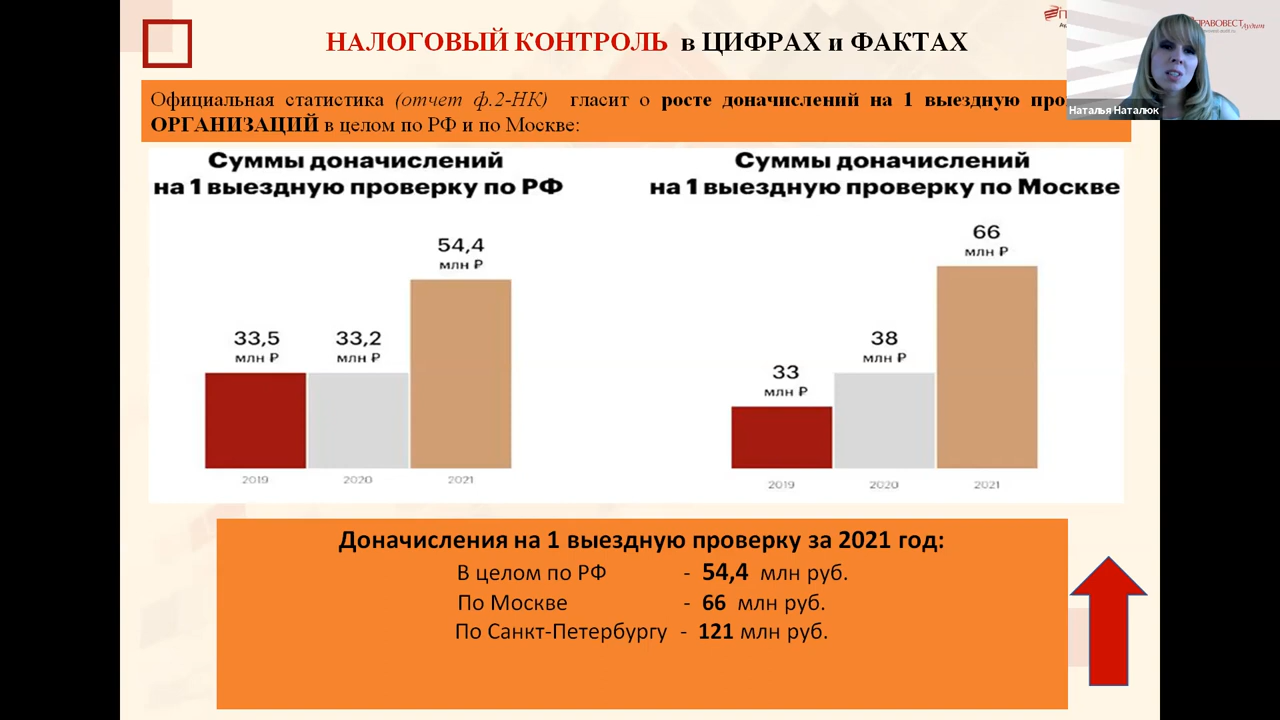 НАЛОГОВЫЙ КОНТРОЛЬ в ЦИФРАХ и ФАКТАХ
ПРАВОВЕСТ Аудит
Наталья Наталюк
Официальная статистика (отчет ф.2-НК) гласит о росте доначислений на 1 выездную
ОРГАНИЗАЦИЙ в целом по РФ и по Москве:
Суммы доначислений
на 1 выездную проверку по РФ
54,4
млн ₽
33,5
млн ₽
33,2
млн ₽
2019 2020 2021
Суммы доначислений
на 1 выездную проверку по Москве
66
млн ₽
38
млн ₽
33
млн ₽
2019 2020 2021
Доначисления на 1 выездную проверку за 2021 год:
В целом по РФ - 54,4 млн руб.
По Москве - 66 млн руб.
По Санкт-Петербургу - 121 млн руб.